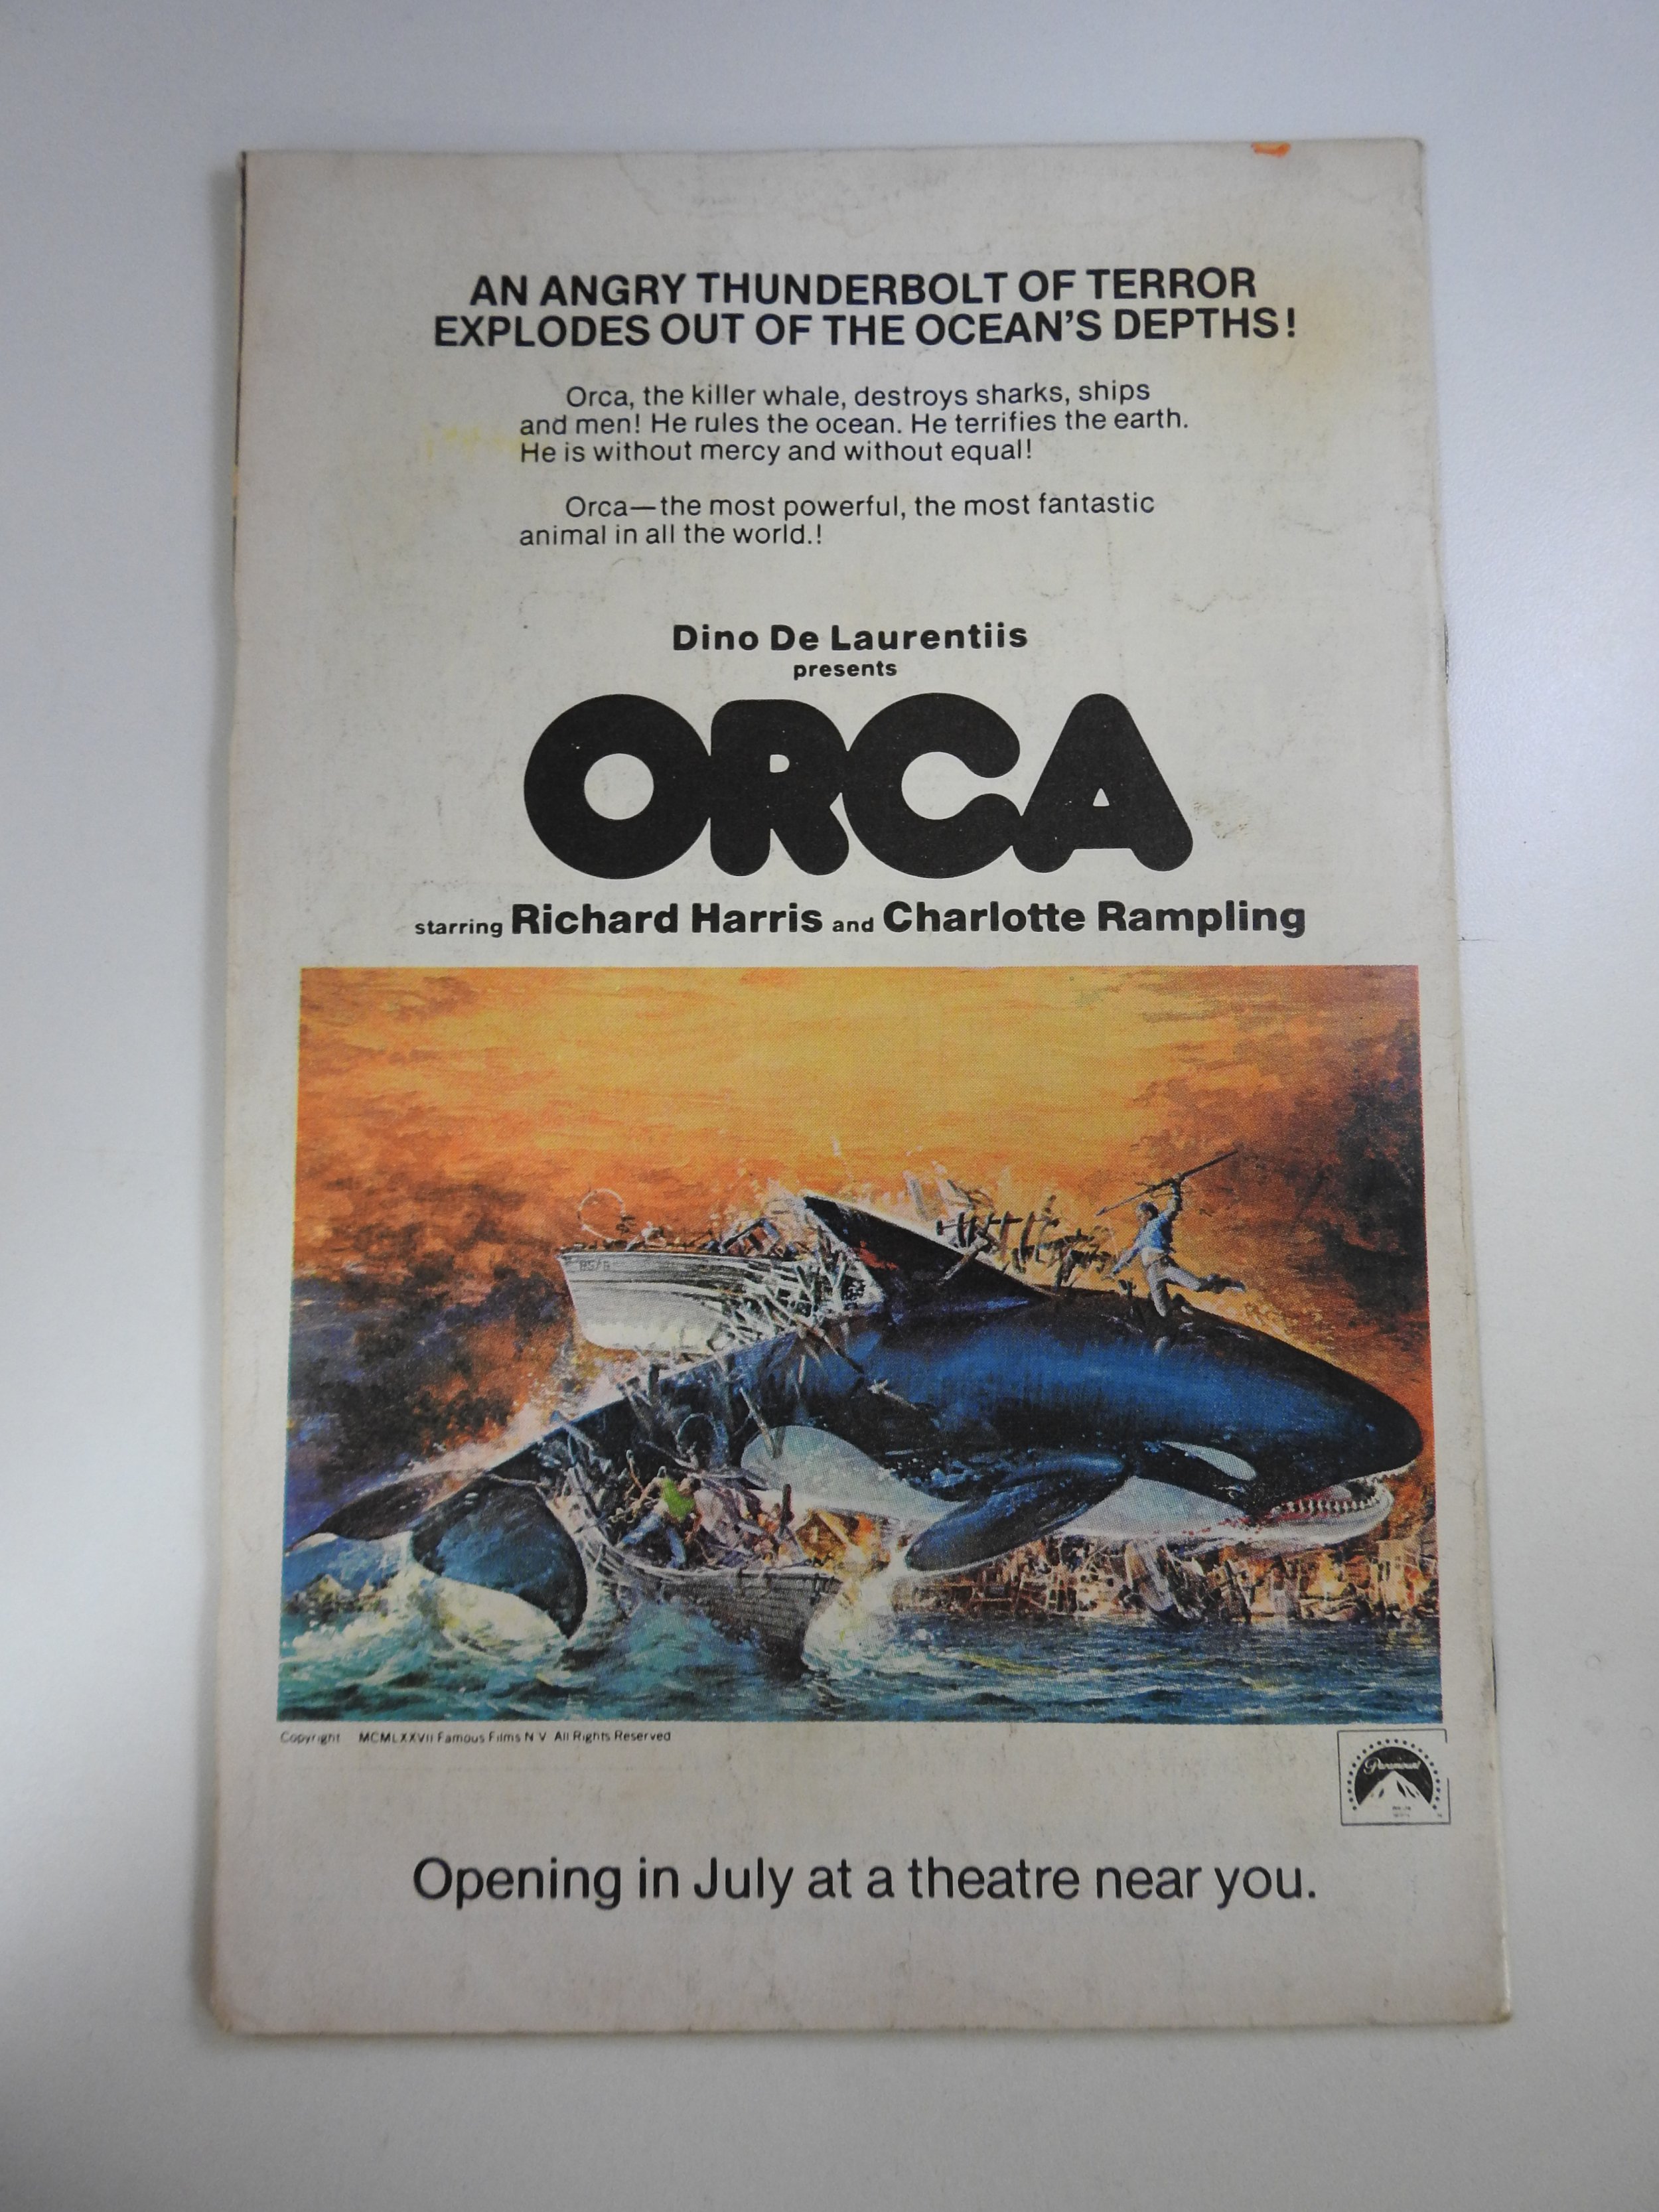 AN ANGRY THUNDERBOLT OF TERROR
EXPLODES OUT OF THE OCEAN'S DEPTHS!
Orca, the killer whale, destroys sharks, ships
and men! He rules the ocean. He terrifies the earth.
He is without mercy and without equal!
Orca—the most powerful, the most fantastic
animal in all the world.!
Dino De Laurentiis
presents
ORCA
starring Richard Harris and Charlotte Rampling
Copyright MCMLXXVII Famous Films N V All Rights Reserved
Paramount
Opening in July at a theatre near you.